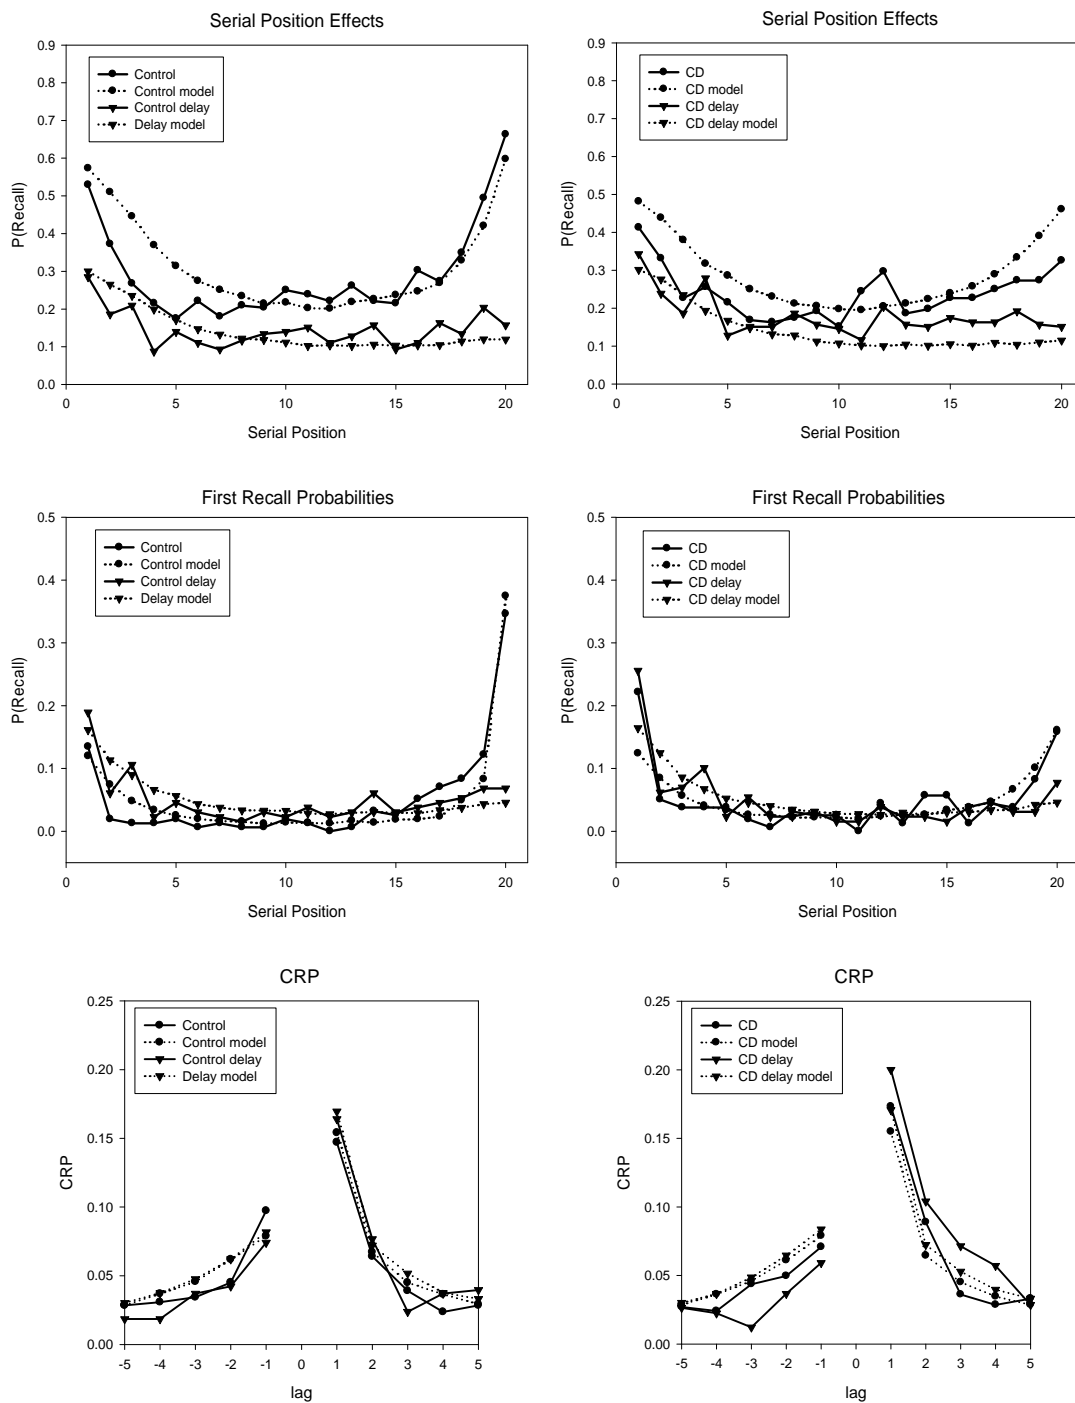 Serial Position Effects
0.9
0.8
0.7
0.6
0.5
0.4
0.3
0.2
0.1
0.0
P(Recall)
Control
Control model
Control delay
Delay model
0 5 10 15 20
Serial Position
Serial Position Effects
0.9
0.8
0.7
0.6
0.5
0.4
0.3
0.2
0.1
0.0
P(Recall)
CD
CD model
CD delay
CD delay model
0 5 10 15 20
Serial Position
First Recall Probabilities
0.5
0.4
0.3
0.2
0.1
0.0
P(Recall)
Control
Control model
Control delay
Delay model
0 5 10 15 20
Serial Position
First Recall Probabilities
0.5
0.4
0.3
0.2
0.1
0.0
P(Recall)
CD
CD model
CD delay
CD delay model
0 5 10 15 20
Serial Position
CRP
0.25
0.20
0.15
0.10
0.05
0.00
CRP
Control
Control model
Control delay
Delay model
-5 -4 -3 -2 -1 0 1 2 3 4 5
lag
CRP
0.25
0.20
0.15
0.10
0.05
0.00
CRP
CD
CD model
CD delay
CD delay model
-5 -4 -3 -2 -1 0 1 2 3 4 5
lag